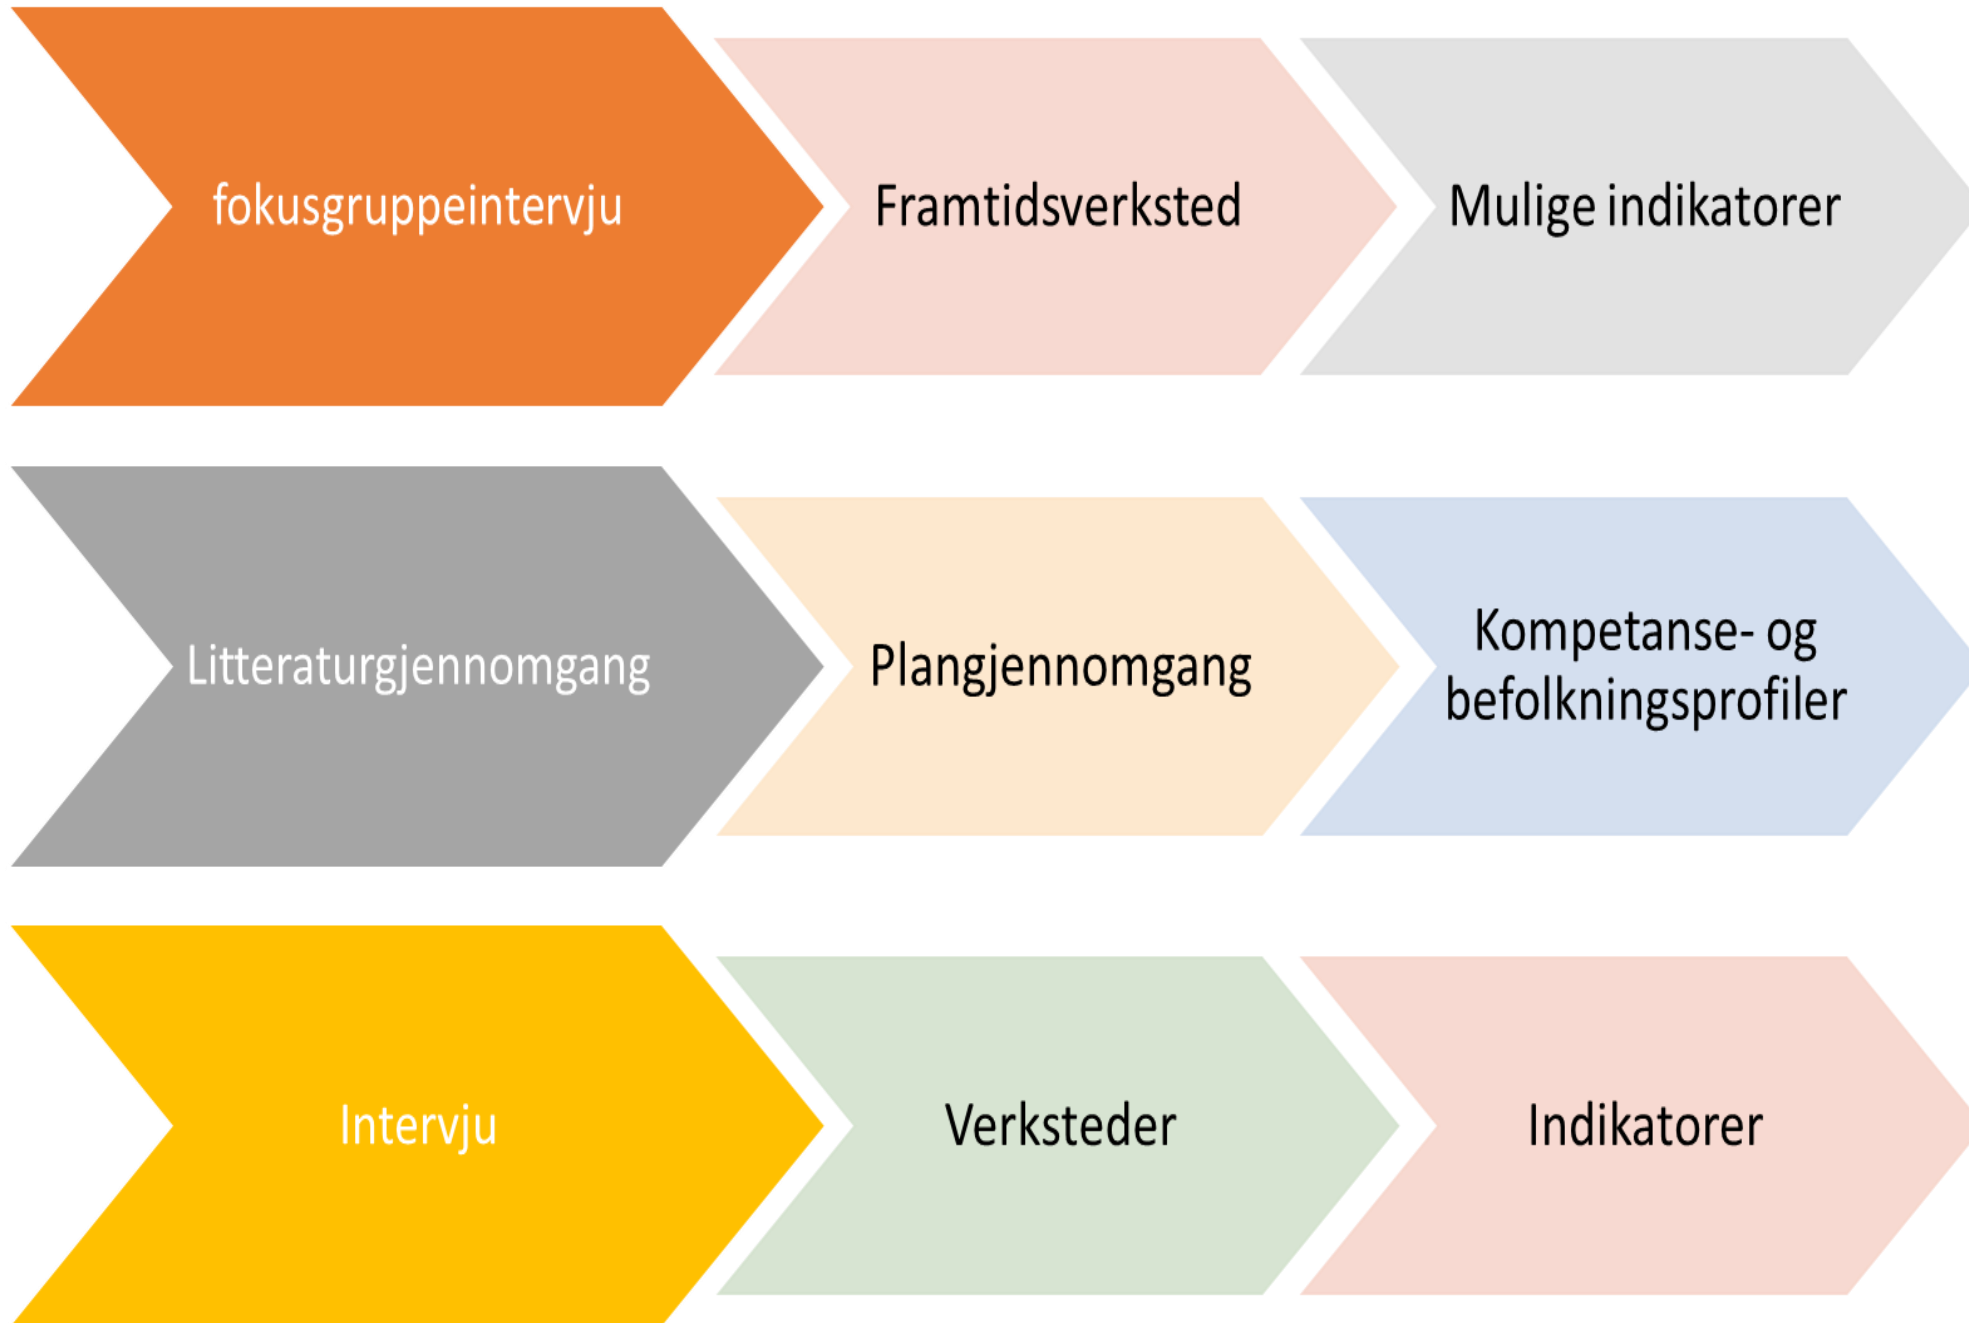 fokusgruppeintervju
Framtidsverksted
Mulige indikatorer
Litteraturgjennomgang
Plangjennomgang
Kompetanse- og
befolkningsprofiler
Intervju
Verksteder
Indikatorer